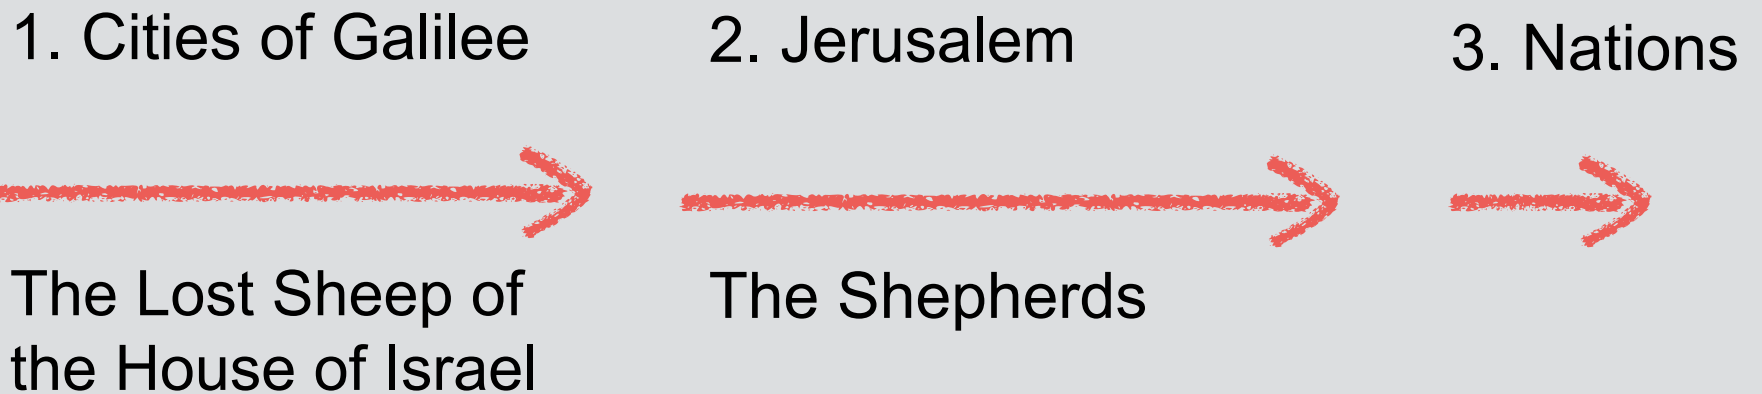 1. Cities of Galilee
2. Jerusalem
3. Nations
The Lost Sheep of
the House of Israel
The Shepherds